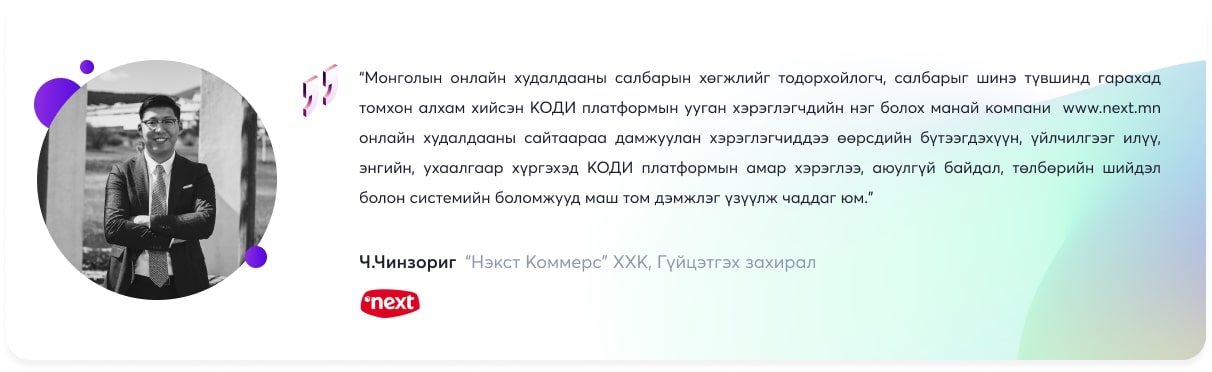 “Монголын онлайн худалдааны салбарын хөгжлийг тодорхойлогч, салбарыг шинэ түвшинд гарахад
томхон алхам хийсэн КОДИ платформын ууган хэрэглэгчдийн нэг болох манай компани www.next.mn
онлайн худалдааны сайтаараа дамжуулан хэрэглэгчиддээ өөрсдийн бүтээгдэхүүн, үйлчилгээг илүү,
энгийн, ухаалгаар хүргэхэд КОДИ платформын амар хэрэглээ, аюулгүй байдал, төлбөрийн шийдэл
болон системийн боломжууд маш том дэмжлэг үзүүлж чаддаг юм.”
Ч.Чинзориг “Нэкст Коммерс” ХХК, Гүйцэтгэх захирал
next